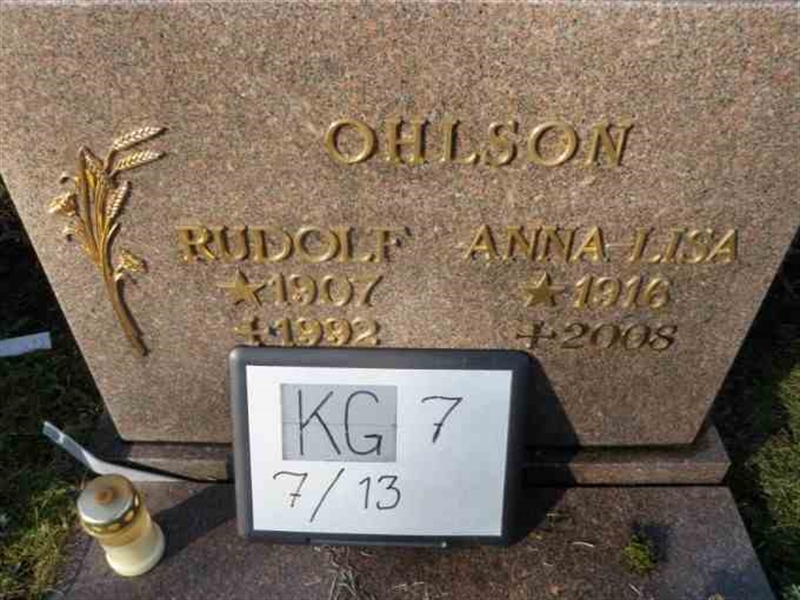 OHLSON
RUDOLF ANNA-LISA
★1907 ★1916
+1992 +2008
KG 7
7/13